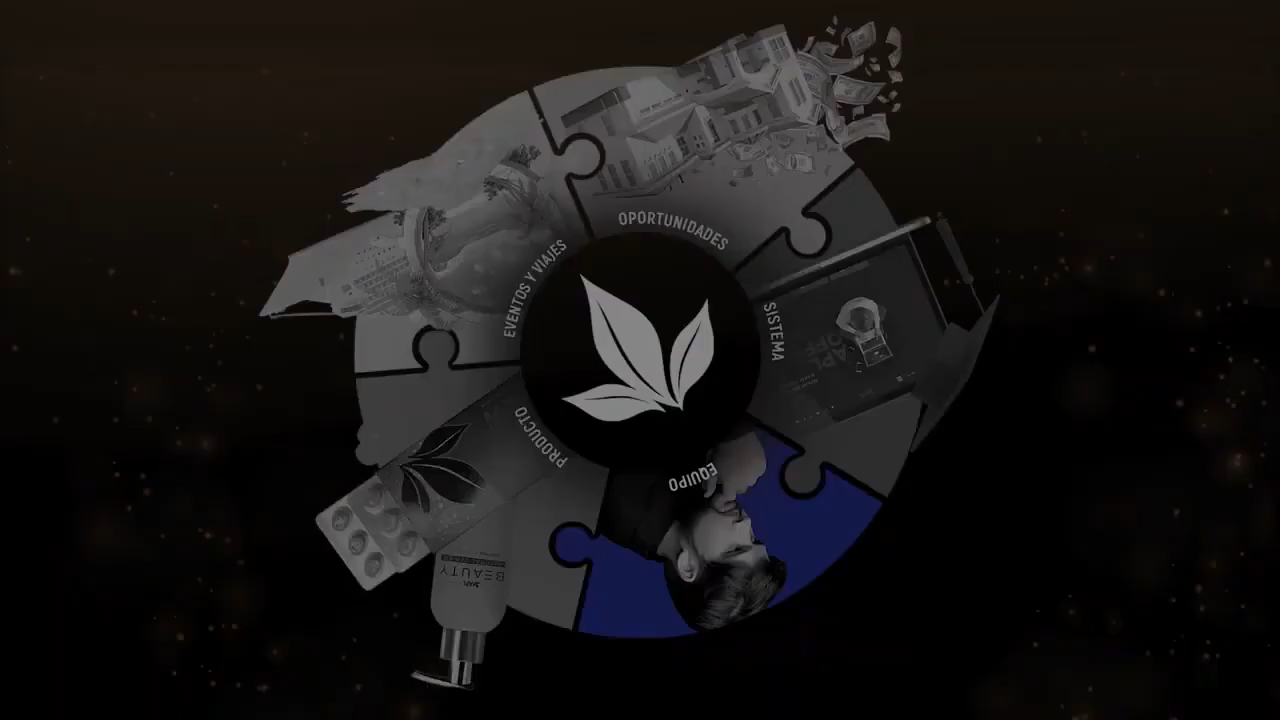 OPORTUNIDADES
EVENTOS Y VIAJES
SISTEMA
PRODUCTO
EQUIPO
BEAUTY